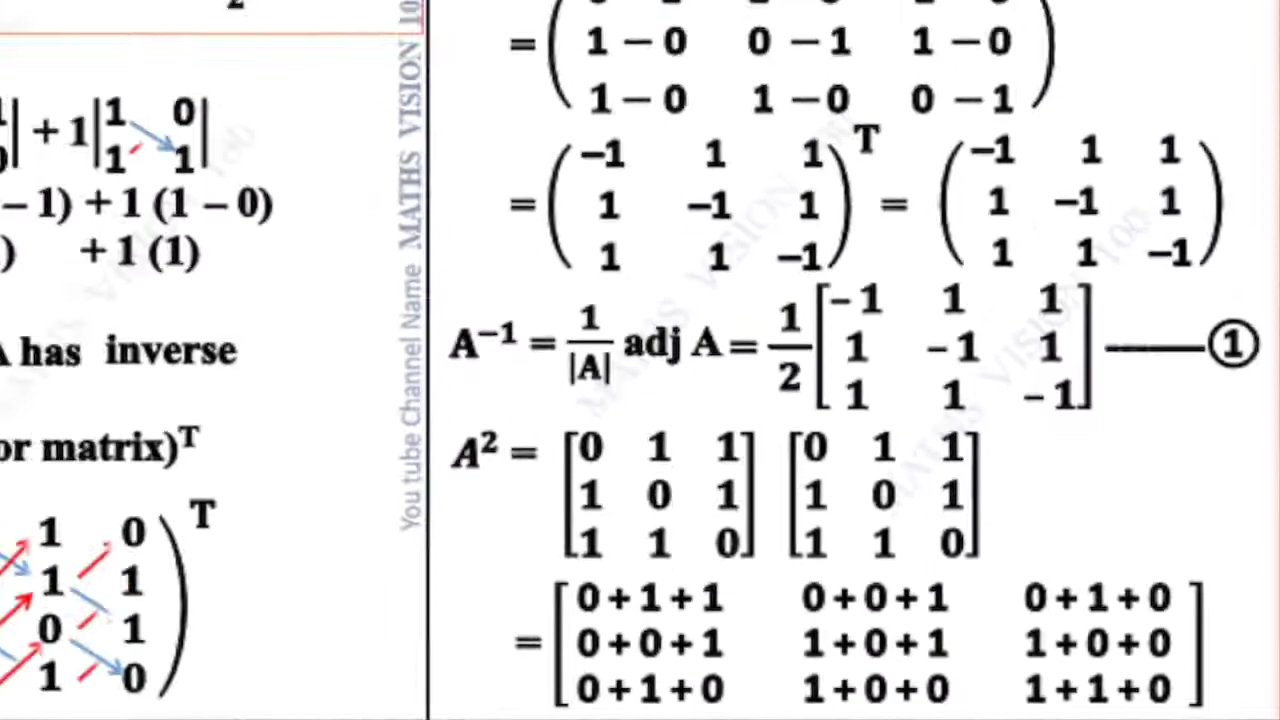 2
| + 1 | 1 0 |
1 1
– 1) + 1 (1 – 0)
) + 1 (1)
has inverse
or matrix)ᵀ
1 0 ) T
1 1
0 1
1 0
You tube Channel Name MATHS VISION 10
= ( 1 – 0 0 – 1 1 – 0 )
1 – 0 1 – 0 0 – 1
= ( –1 1 1 )ᵀ = ( –1 1 1 )
1 –1 1 1 –1 1
1 1 –1 1 1 –1
A⁻¹ = 1/|A| adj A = 1/2 [ – 1 1 1 ] ——— ①
1 – 1 1
1 1 – 1
A² = [ 0 1 1 ] [ 0 1 1 ]
1 0 1 1 0 1
1 1 0 1 1 0
= [ 0 + 1 + 1 0 + 0 + 1 0 + 1 + 0 ]
0 + 0 + 1 1 + 0 + 1 1 + 0 + 0
0 + 1 + 0 1 + 0 + 0 1 + 1 + 0